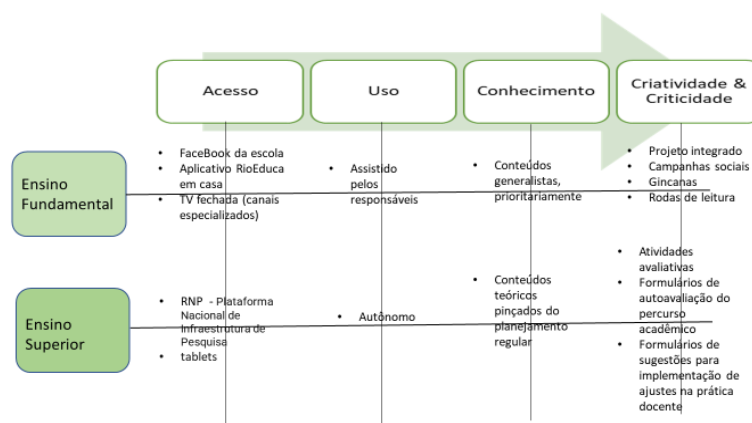 Acesso
Uso
Conhecimento
Criatividade &
Criticidade
Ensino
Fundamental
• FaceBook da escola
• Aplicativo RioEduca
em casa
• TV fechada (canais
especializados)
• Assistido
pelos
responsáveis
• Conteúdos
generalistas,
prioritariamente
• Projeto integrado
• Campanhas sociais
• Gincanas
• Rodas de leitura
Ensino
Superior
• RNP - Plataforma
Nacional de
Infraestrutura de
Pesquisa
• tablets
• Autônomo
• Conteúdos
teóricos
pinçados do
planejamento
regular
• Atividades
avaliativas
• Formulários de
autoavaliação do
percurso
acadêmico
• Formulários de
sugestões para
implementação de
ajustes na prática
docente